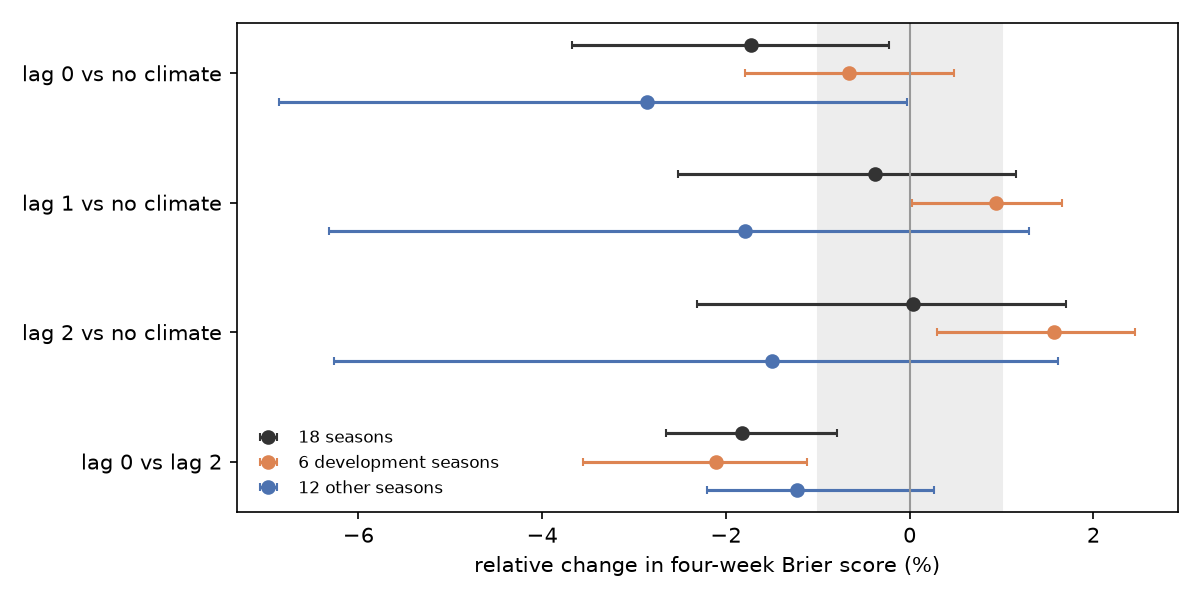 lag 0 vs no climate
lag 1 vs no climate
lag 2 vs no climate
lag 0 vs lag 2
18 seasons
6 development seasons
12 other seasons
−6 −4 −2 0 2
relative change in four-week Brier score (%)